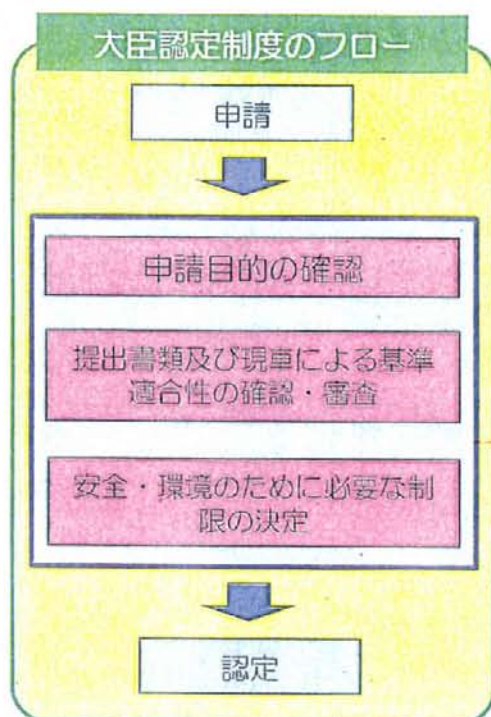 大臣認定制度のフロー
申請
申請目的の確認
提出書類及び現車による基準
適合性の確認・審査
安全・環境のために必要な制
限の決定
認定